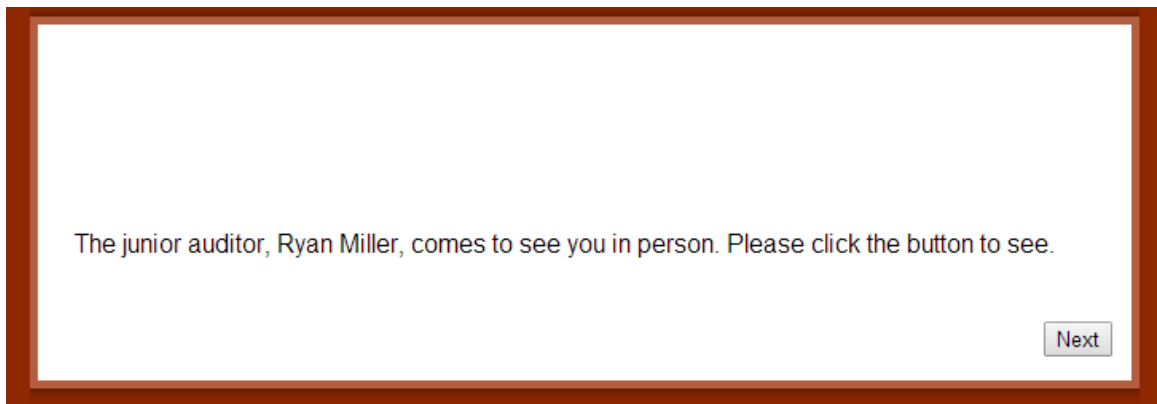 The junior auditor, Ryan Miller, comes to see you in person. Please click the button to see.
Next